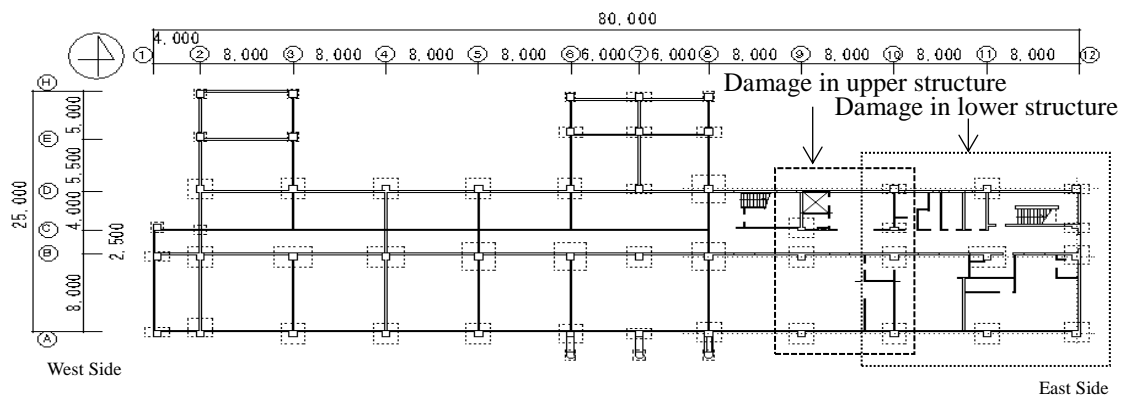 80,000
4,000
8,000 8,000 8,000 8,000 6,000 6,000 8,000 8,000 8,000 8,000
1 2 3 4 5 6 7 8 9 10 11 12
Damage in upper structure
Damage in lower structure
H
E
D
C
B
A
5,000
5,500
4,000
2,500
8,000
25,000
West Side
East Side